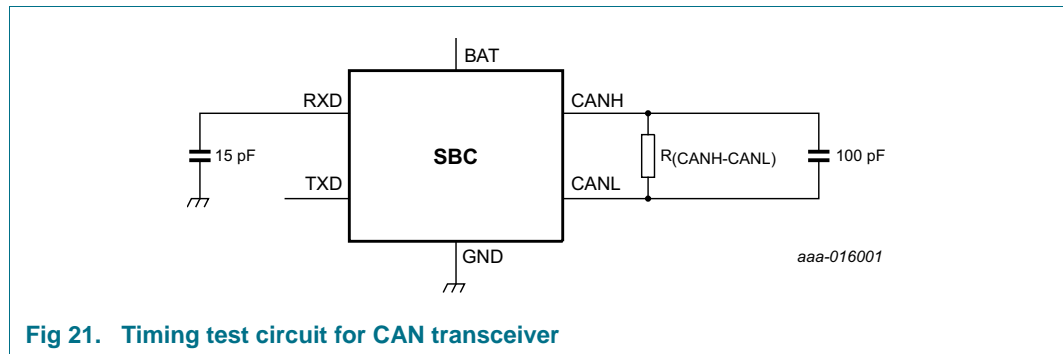 BAT
RXD
CANH
15 pF
SBC
R(CANH-CANL)
100 pF
TXD
CANL
GND
aaa-016001
Fig 21. Timing test circuit for CAN transceiver